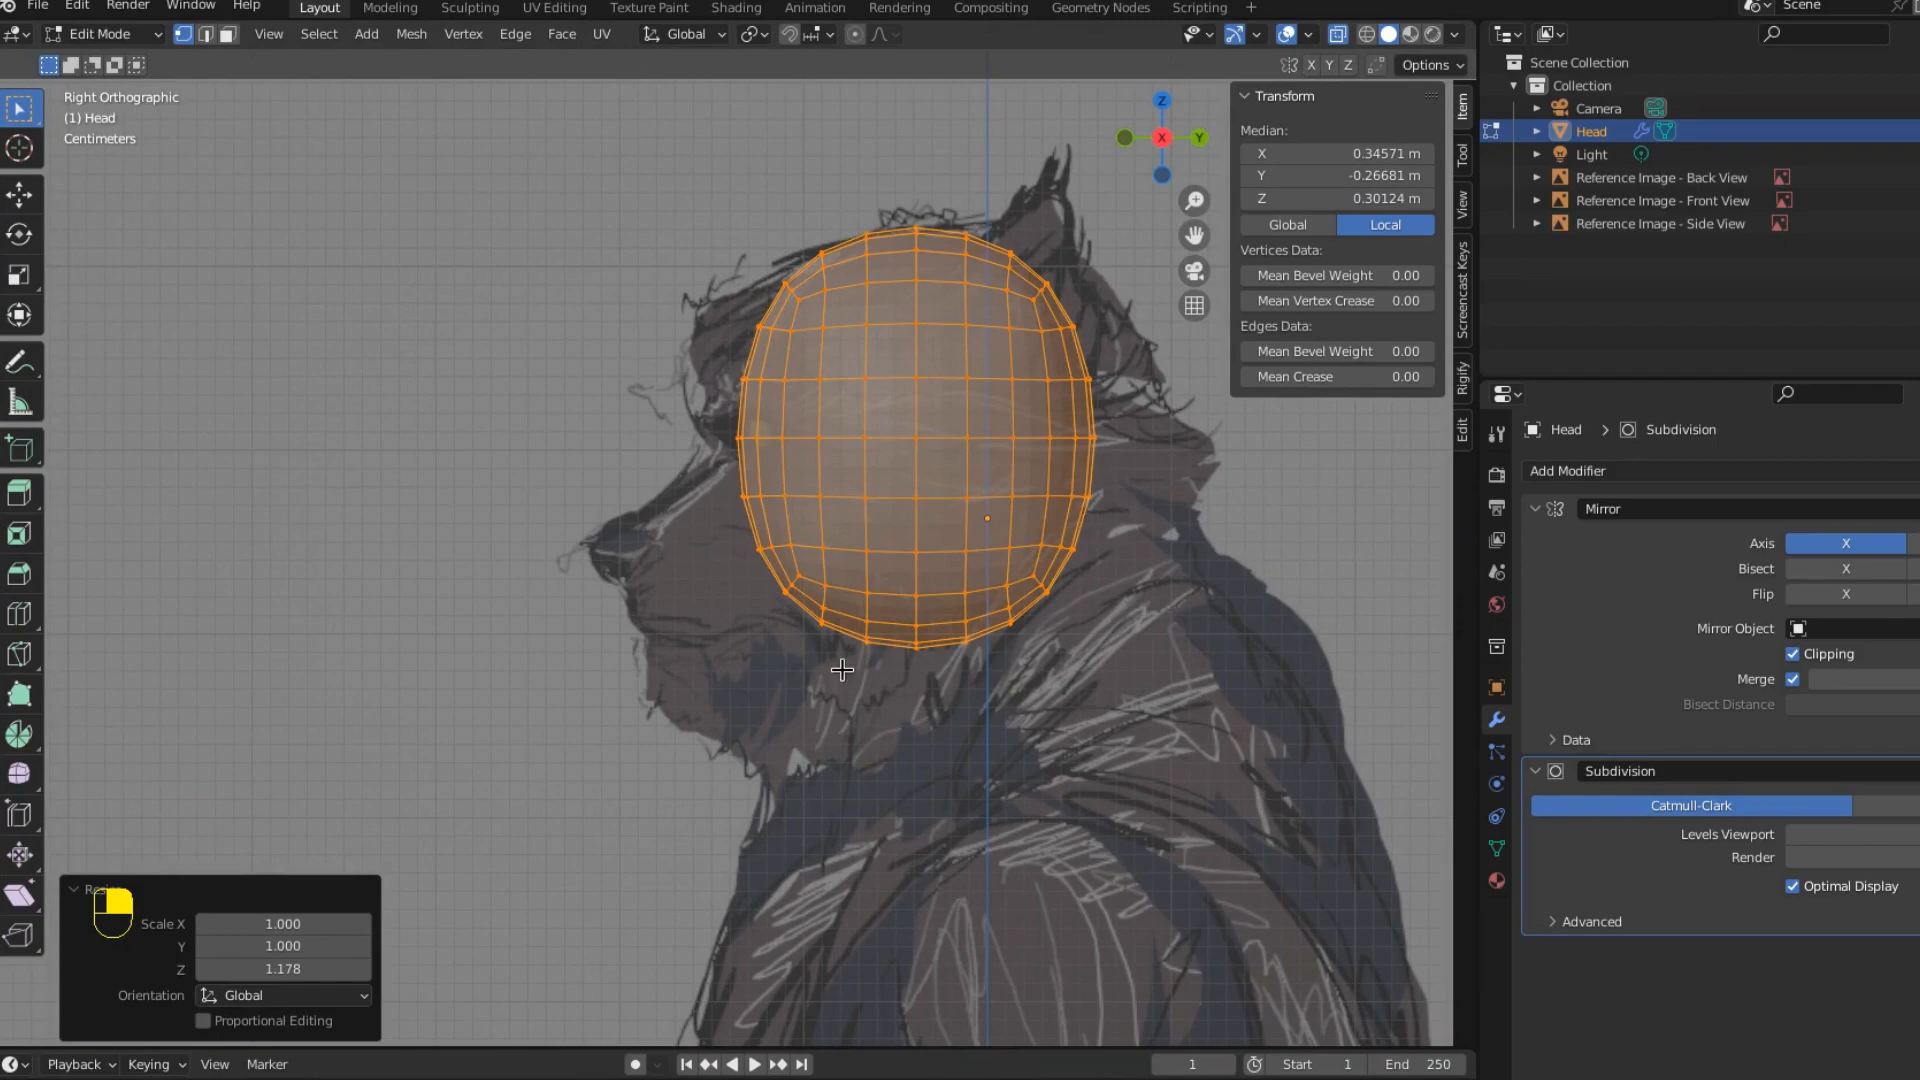 File Edit Render Window Help Layout Modeling Sculpting UV Editing Texture Paint Shading Animation Rendering Compositing Geometry Nodes Scripting + Scene
Edit Mode View Select Add Mesh Vertex Edge Face UV Global
X Y Z Options
Right Orthographic
(1) Head
Centimeters
Z
X
Y
Transform
Median:
X 0.34571 m
Y -0.26681 m
Z 0.30124 m
Global Local
Vertices Data:
Mean Bevel Weight 0.00
Mean Vertex Crease 0.00
Edges Data:
Mean Bevel Weight 0.00
Mean Crease 0.00
Item
Tool
View
Screencast Keys
Rigify
Edit
Scene Collection
Collection
Camera
Head
Light
Reference Image - Back View
Reference Image - Front View
Reference Image - Side View
Head > Subdivision
Add Modifier
Mirror
Axis X
Bisect X
Flip X
Mirror Object
Clipping
Merge
Bisect Distance
Data
Subdivision
Catmull-Clark
Levels Viewport
Render
Optimal Display
Advanced
Scale X 1.000
Y 1.000
Z 1.178
Orientation Global
Proportional Editing
Playback Keying View Marker 1 Start 1 End 250